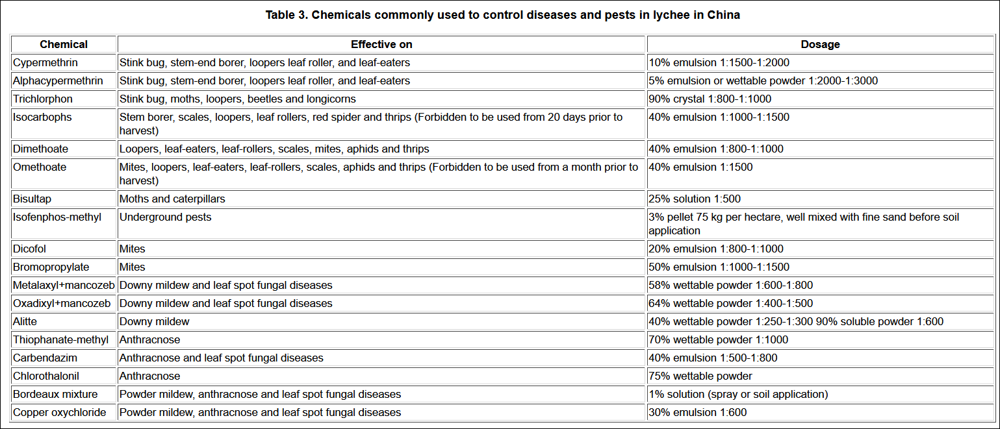 Table 3. Chemicals commonly used to control diseases and pests in lychee in China
Chemical Effective on Dosage
Cypermethrin Stink bug, stem-end borer, loopers leaf roller, and leaf-eaters 10% emulsion 1:1500-1:2000
Alphacypermethrin Stink bug, stem-end borer, loopers leaf roller, and leaf-eaters 5% emulsion or wettable powder 1:2000-1:3000
Trichlorphon Stink bug, moths, loopers, beetles and longicorns 90% crystal 1:800-1:1000
Isocarbophs Stem borer, scales, loopers, leaf rollers, red spider and thrips (Forbidden to be used from 20 days prior to 40% emulsion 1:1000-1:1500
harvest)
Dimethoate Loopers, leaf-eaters, leaf-rollers, scales, mites, aphids and thrips 40% emulsion 1:800-1:1000
Omethoate Mites, loopers, leaf-eaters, leaf-rollers, scales, aphids and thrips (Forbidden to be used from a month prior to 40% emulsion 1:1500
harvest)
Bisultap Moths and caterpillars 25% solution 1:500
Isofenphos-methyl Underground pests 3% pellet 75 kg per hectare, well mixed with fine sand before soil
application
Dicofol Mites 20% emulsion 1:800-1:1000
Bromopropylate Mites 50% emulsion 1:1000-1:1500
Metalaxyl+mancozeb Downy mildew and leaf spot fungal diseases 58% wettable powder 1:600-1:800
Oxadixyl+mancozeb Downy mildew and leaf spot fungal diseases 64% wettable powder 1:400-1:500
Alitte Downy mildew 40% wettable powder 1:250-1:300 90% soluble powder 1:600
Thiophanate-methyl Anthracnose 70% wettable powder 1:1000
Carbendazim Anthracnose and leaf spot fungal diseases 40% emulsion 1:500-1:800
Chlorothalonil Anthracnose 75% wettable powder
Bordeaux mixture Powder mildew, anthracnose and leaf spot fungal diseases 1% solution (spray or soil application)
Copper oxychloride Powder mildew, anthracnose and leaf spot fungal diseases 30% emulsion 1:600